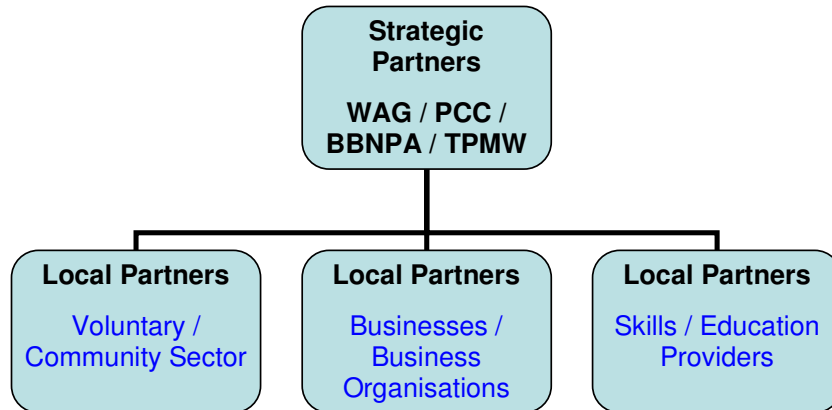 Strategic
Partners
WAG / PCC /
BBNPA / TPMW
Local Partners
Voluntary /
Community Sector
Local Partners
Businesses /
Business
Organisations
Local Partners
Skills / Education
Providers